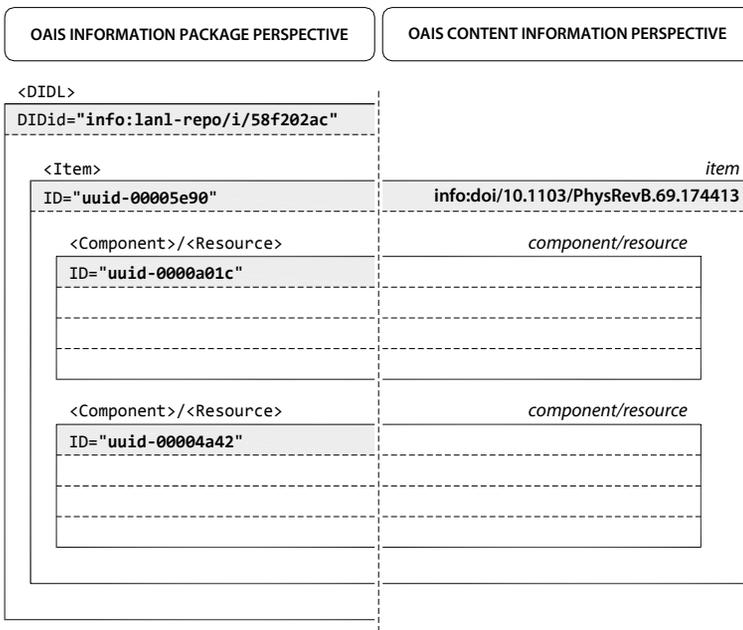 OAIS INFORMATION PACKAGE PERSPECTIVE
OAIS CONTENT INFORMATION PERSPECTIVE
<DIDL>
DIDid="info:lanl-repo/i/58f202ac"
<Item>
item
ID="uuid-00005e90"
info:doi/10.1103/PhysRevB.69.174413
<Component>/<Resource>
component/resource
ID="uuid-0000a01c"
<Component>/<Resource>
component/resource
ID="uuid-00004a42"